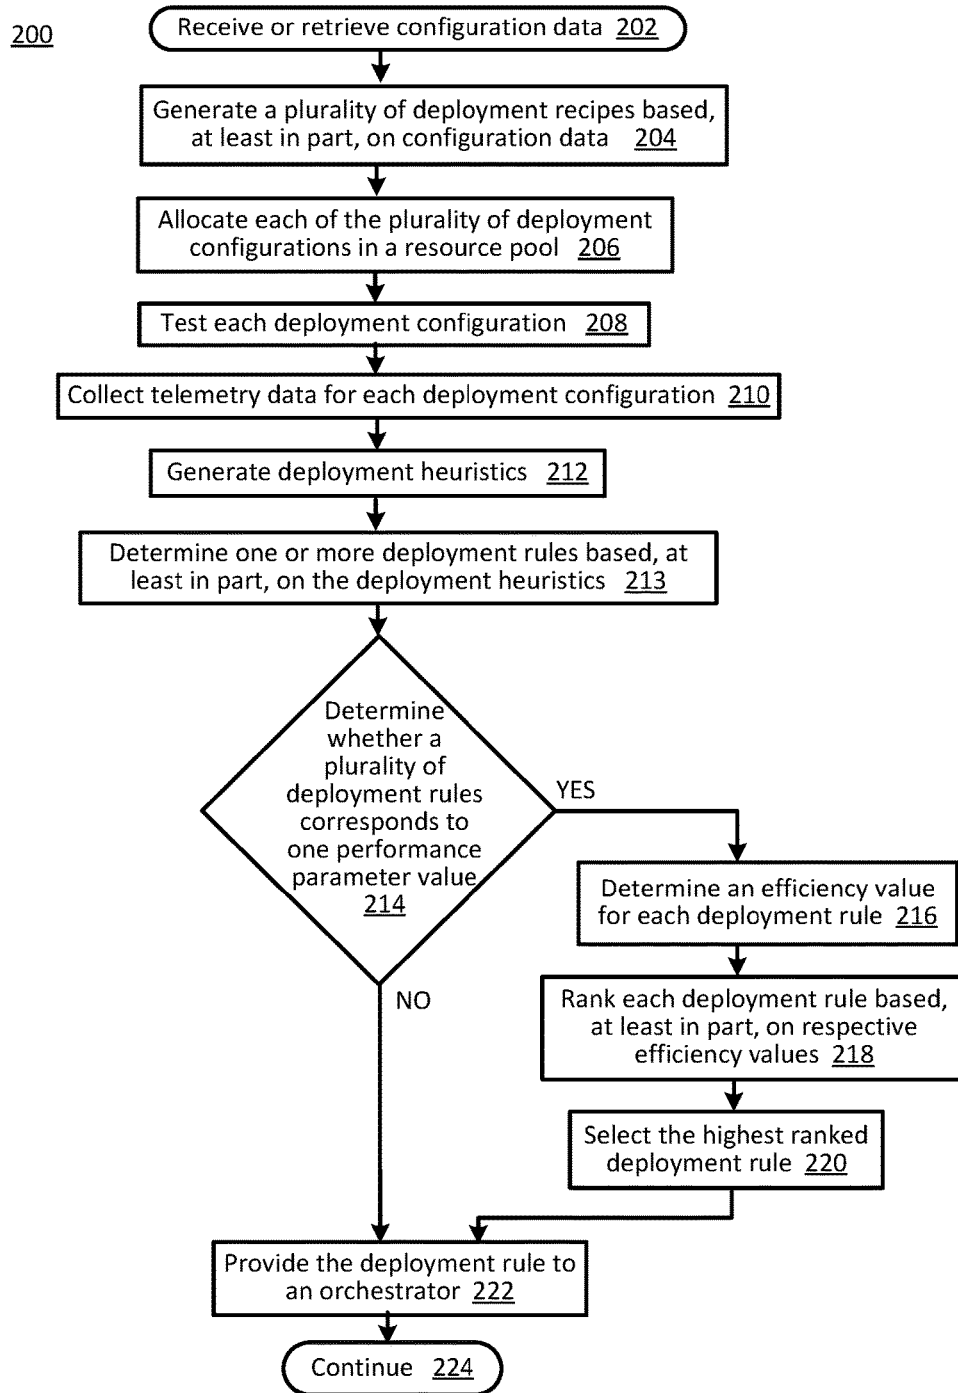 200
Receive or retrieve configuration data 202
Generate a plurality of deployment recipes based,
at least in part, on configuration data 204
Allocate each of the plurality of deployment
configurations in a resource pool 206
Test each deployment configuration 208
Collect telemetry data for each deployment configuration 210
Generate deployment heuristics 212
Determine one or more deployment rules based, at
least in part, on the deployment heuristics 213
Determine
whether a
plurality of
deployment rules
corresponds to
one performance
parameter value
214
YES
Determine an efficiency value
for each deployment rule 216
Rank each deployment rule based,
at least in part, on respective
efficiency values 218
Select the highest ranked
deployment rule 220
NO
Provide the deployment rule to
an orchestrator 222
Continue 224